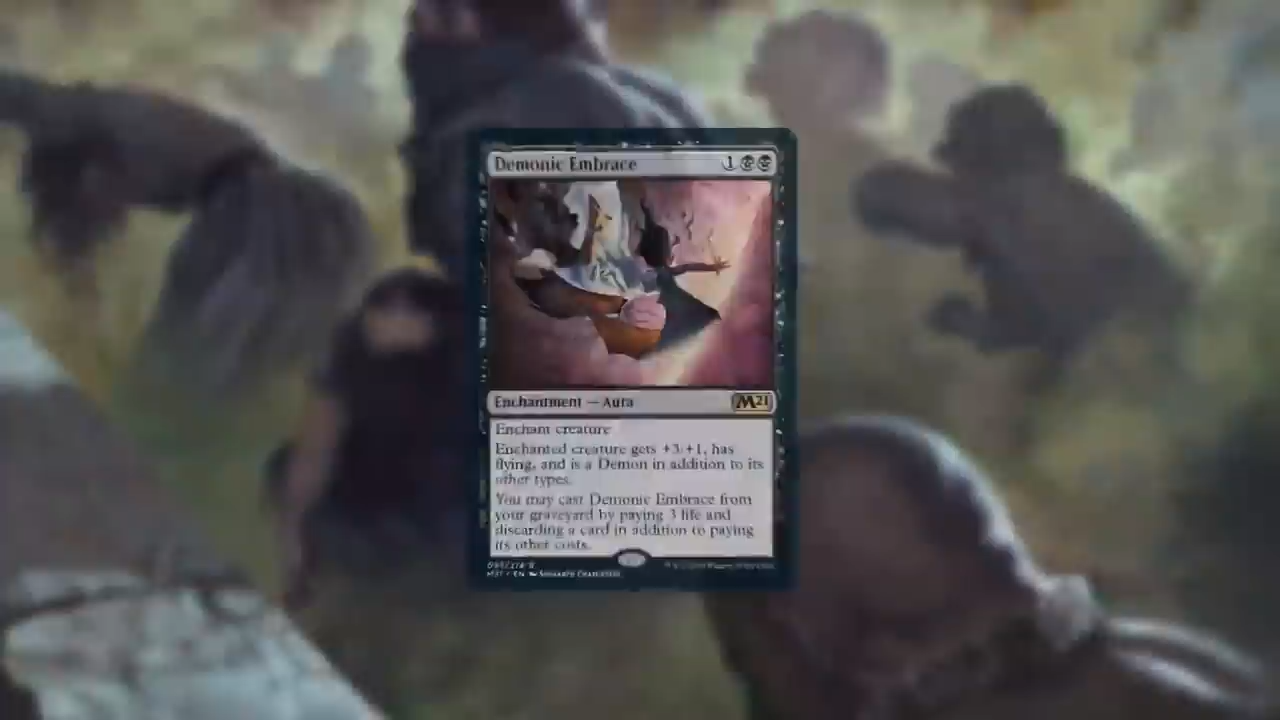 Demonic Embrace 1
Enchantment — Aura M21
Enchant creature
Enchanted creature gets +3/+1, has
flying, and is a Demon in addition to its
other types.
You may cast Demonic Embrace from
your graveyard by paying 3 life and
discarding a card in addition to paying
its other costs.
EN